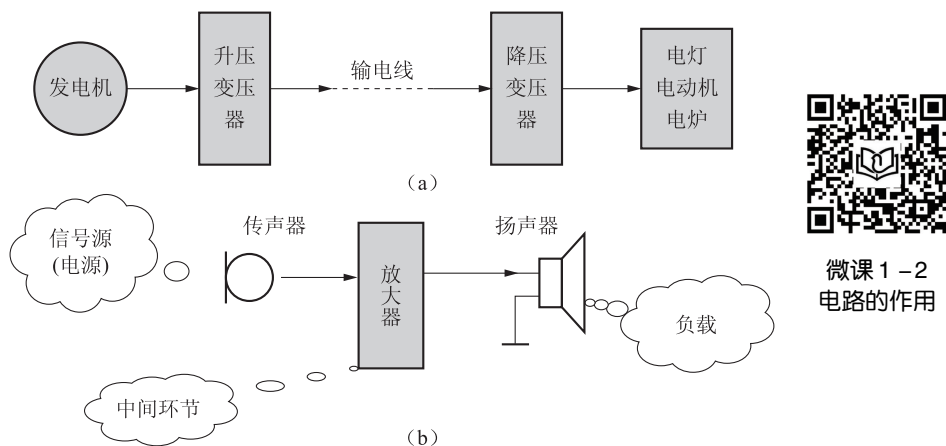 发电机
升压
变压
器
输电线
降压
变压
器
电灯
电动机
电炉
(a)
信号源
(电源)
传声器
放
大
器
扬声器
负载
中间环节
(b)
微课1-2
电路的作用